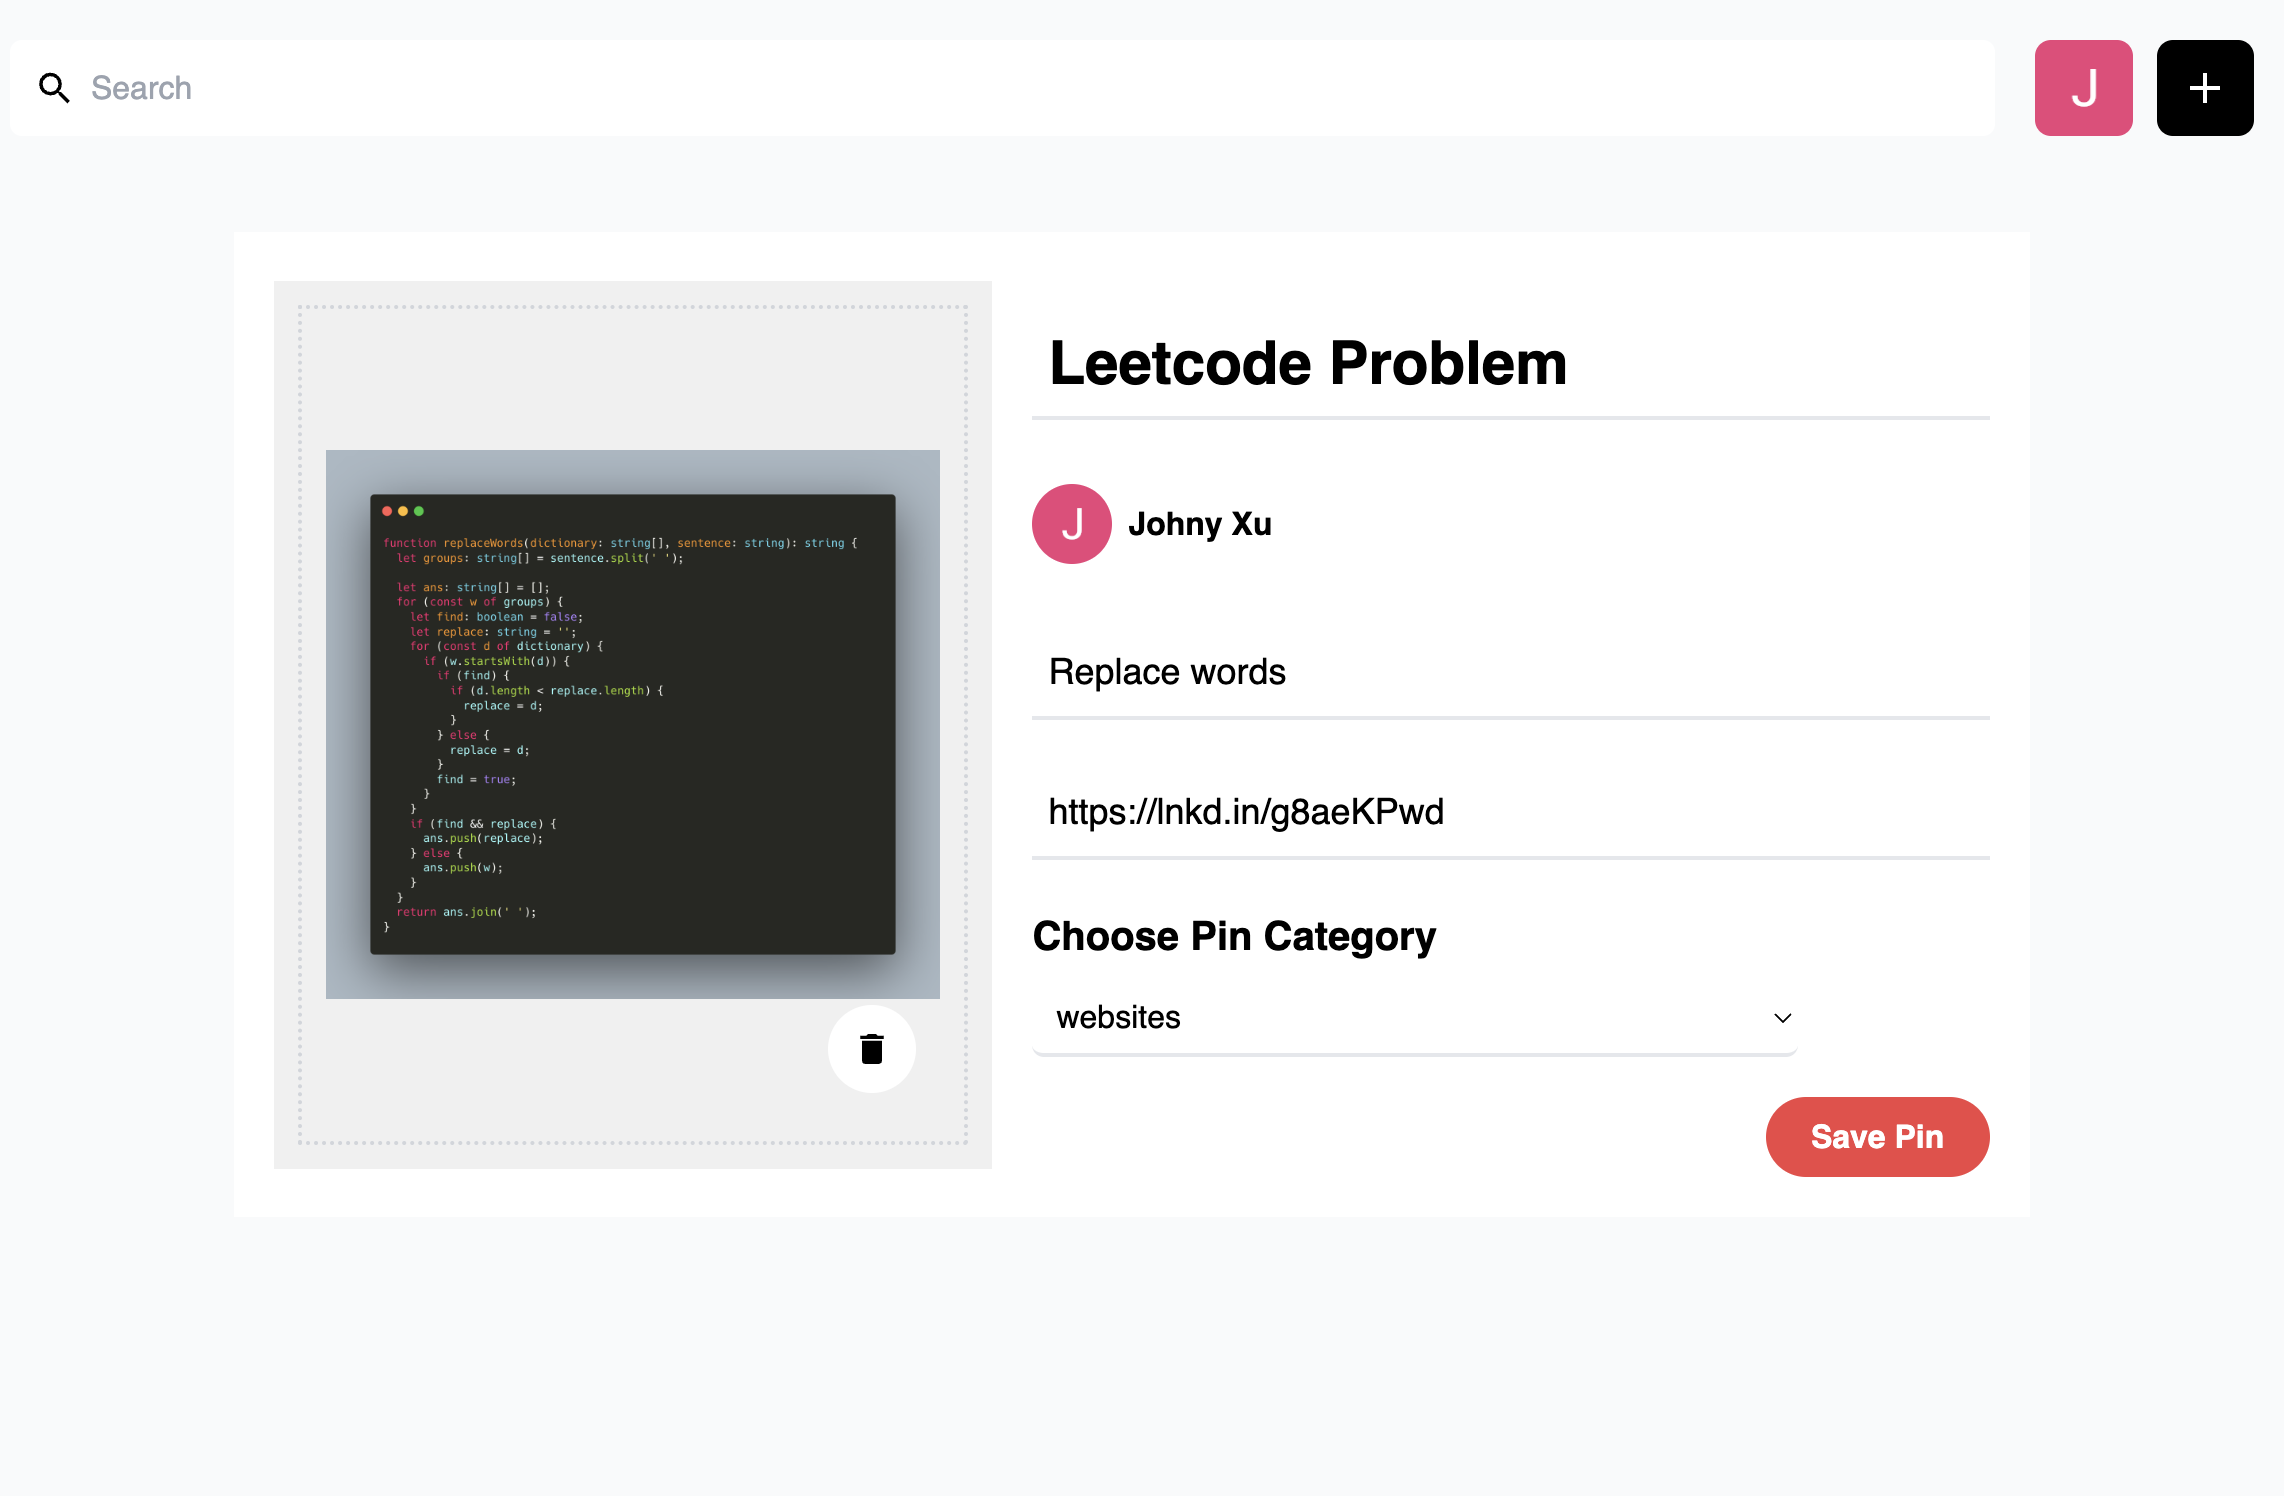 Search
J
+
Leetcode Problem
function replaceWords(dictionary: string[], sentence: string): string {
  let groups: string[] = sentence.split(' ');

  let ans: string[] = [];
  for (const w of groups) {
    let find: boolean = false;
    let replace: string = '';
    for (const d of dictionary) {
      if (w.startsWith(d)) {
        if (find) {
          if (d.length < replace.length) {
            replace = d;
          }
        } else {
          replace = d;
        }
        find = true;
      }
    }
    if (find && replace) {
      ans.push(replace);
    } else {
      ans.push(w);
    }
  }
  return ans.join(' ');
}
J Johny Xu
Replace words
https://lnkd.in/g8aeKPwd
Choose Pin Category
websites
Save Pin